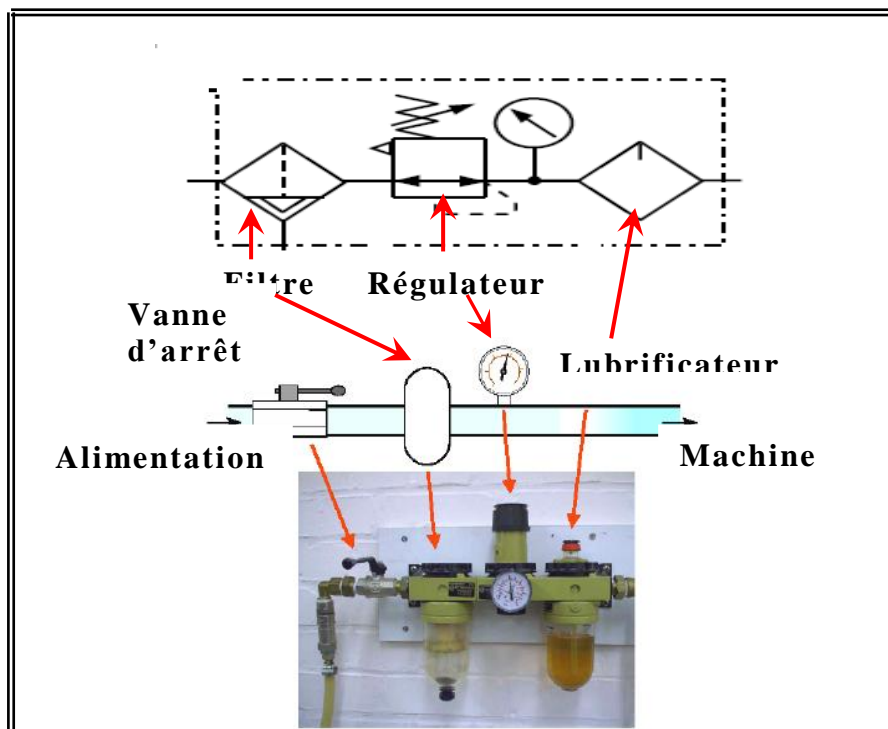 Filtre Régulateur
Vanne
d'arrêt
Lubrificateur
Alimentation
Machine